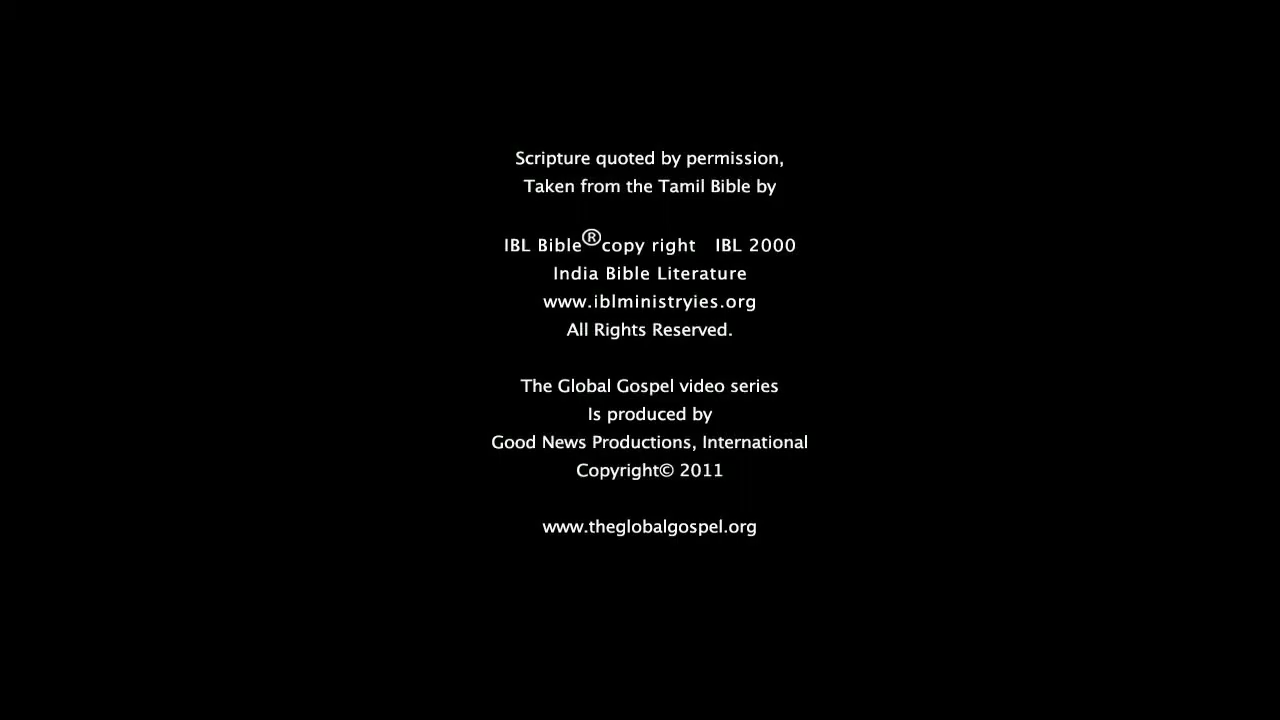 Scripture quoted by permission,
Taken from the Tamil Bible by
IBL Bible®copy right IBL 2000
India Bible Literature
www.iblministryies.org
All Rights Reserved.
The Global Gospel video series
Is produced by
Good News Productions, International
Copyright© 2011
www.theglobalgospel.org